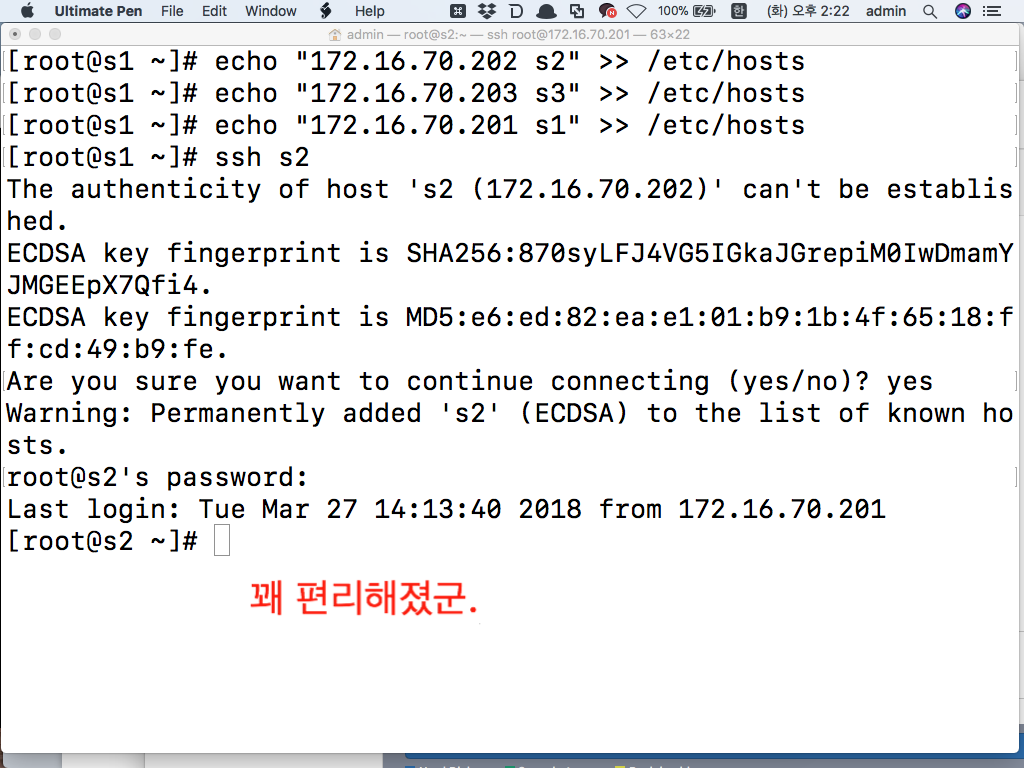 Ultimate Pen File Edit Window Help 100% 한 (화) 오후 2:22 admin
admin — root@s2:~ — ssh root@172.16.70.201 — 63×22
[root@s1 ~]# echo "172.16.70.202 s2" >> /etc/hosts
[root@s1 ~]# echo "172.16.70.203 s3" >> /etc/hosts
[root@s1 ~]# echo "172.16.70.201 s1" >> /etc/hosts
[root@s1 ~]# ssh s2
The authenticity of host 's2 (172.16.70.202)' can't be establis
hed.
ECDSA key fingerprint is SHA256:870syLFJ4VG5IGkaJGrepiM0IwDmamY
JMGEEpX7Qfi4.
ECDSA key fingerprint is MD5:e6:ed:82:ea:e1:01:b9:1b:4f:65:18:f
f:cd:49:b9:fe.
Are you sure you want to continue connecting (yes/no)? yes
Warning: Permanently added 's2' (ECDSA) to the list of known ho
sts.
root@s2's password:
Last login: Tue Mar 27 14:13:40 2018 from 172.16.70.201
[root@s2 ~]#
꽤 편리해졌군.